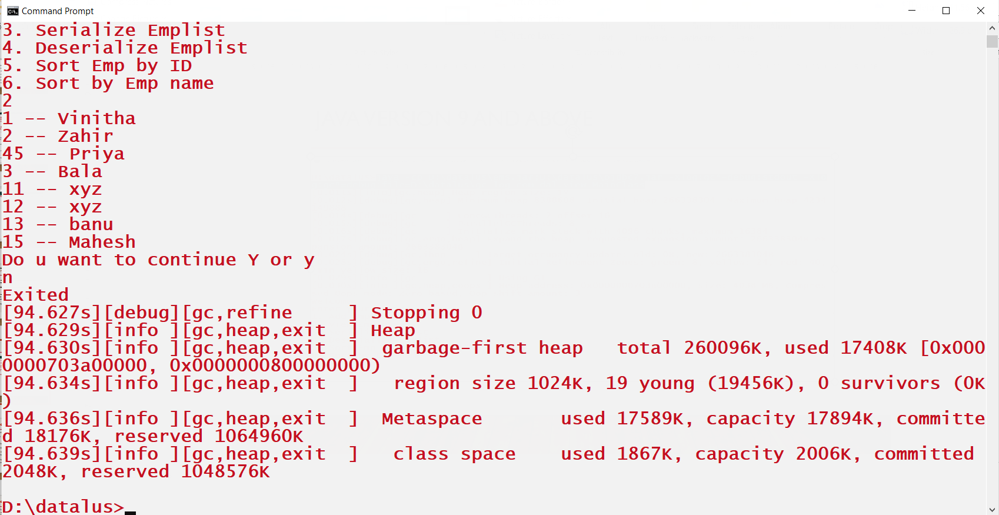 Command Prompt
3. Serialize Emplist
4. Deserialize Emplist
5. Sort Emp by ID
6. Sort by Emp name
2
1 -- Vinitha
2 -- Zahir
45 -- Priya
3 -- Bala
11 -- xyz
12 -- xyz
13 -- banu
15 -- Mahesh
Do u want to continue Y or y
n
Exited
[94.627s][debug][gc,refine     ] Stopping 0
[94.629s][info ][gc,heap,exit  ] Heap
[94.630s][info ][gc,heap,exit  ]  garbage-first heap   total 260096K, used 17408K [0x000
0000703a00000, 0x0000000800000000)
[94.634s][info ][gc,heap,exit  ]   region size 1024K, 19 young (19456K), 0 survivors (0K
)
[94.636s][info ][gc,heap,exit  ]  Metaspace       used 17589K, capacity 17894K, committe
d 18176K, reserved 1064960K
[94.639s][info ][gc,heap,exit  ]   class space    used 1867K, capacity 2006K, committed
2048K, reserved 1048576K
D:\datalus>